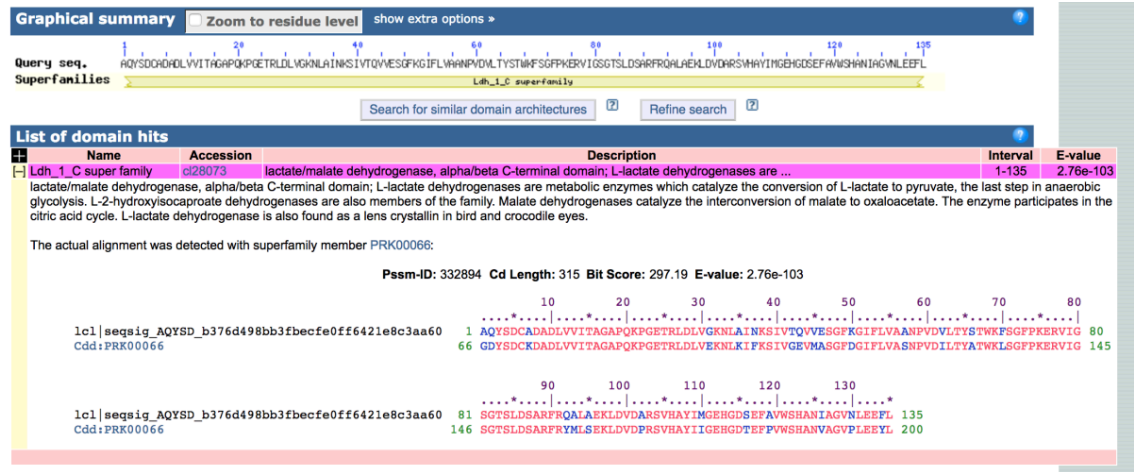 Graphical summary Zoom to residue level show extra options »
1 20 40 60 80 100 120 135
Query seq. AQYSDCADADLVVITAGAPQKPGETRLDLVGKNLAINKSIVTQVVESGFKGIFLVAANPVDVLTYSTWKFSGFPKERVIGSGTSLDSARFRQALAEKLDVDARSVHAYIMGEHGDSEFAVWSHANIAGVNLEEFL
Superfamilies Ldh_1_C superfamily
Search for similar domain architectures ? Refine search ?
List of domain hits
Name Accession Description Interval E-value
Ldh_1_C super family cl28073 lactate/malate dehydrogenase, alpha/beta C-terminal domain; L-lactate dehydrogenases are ... 1-135 2.76e-103
lactate/malate dehydrogenase, alpha/beta C-terminal domain; L-lactate dehydrogenases are metabolic enzymes which catalyze the conversion of L-lactate to pyruvate, the last step in anaerobic
glycolysis. L-2-hydroxyisocaproate dehydrogenases are also members of the family. Malate dehydrogenases catalyze the interconversion of malate to oxaloacetate. The enzyme participates in the
citric acid cycle. L-lactate dehydrogenase is also found as a lens crystallin in bird and crocodile eyes.
The actual alignment was detected with superfamily member PRK00066:
Pssm-ID: 332894 Cd Length: 315 Bit Score: 297.19 E-value: 2.76e-103
10 20 30 40 50 60 70 80
....*....|....*....|....*....|....*....|....*....|....*....|....*....|....*....|
lcl|seqsig_AQYSD_b376d498bb3fbecfe0ff6421e8c3aa60 1 AQYSDCADADLVVITAGAPQKPGETRLDLVGKNLAINKSIVTQVVESGFKGIFLVAANPVDVLTYSTWKFSGFPKERVIG 80
Cdd:PRK00066 66 GDYSDCKDADLVVITAGAPQKPGETRLDLVEKNLKIFKSIVGEVMASGFDGIFLVASNPVDILTYATWKLSGFPKERVIG 145
90 100 110 120 130
....*....|....*....|....*....|....*....|....*....|....*
lcl|seqsig_AQYSD_b376d498bb3fbecfe0ff6421e8c3aa60 81 SGTSLDSARFRQALAEKLDVDARSVHAYIMGEHGDSEFAVWSHANIAGVNLEEFL 135
Cdd:PRK00066 146 SGTSLDSARFRYMLSEKLDVDPRSVHAYIIGEHGDTEFPVWSHANVAGVPLEEYL 200